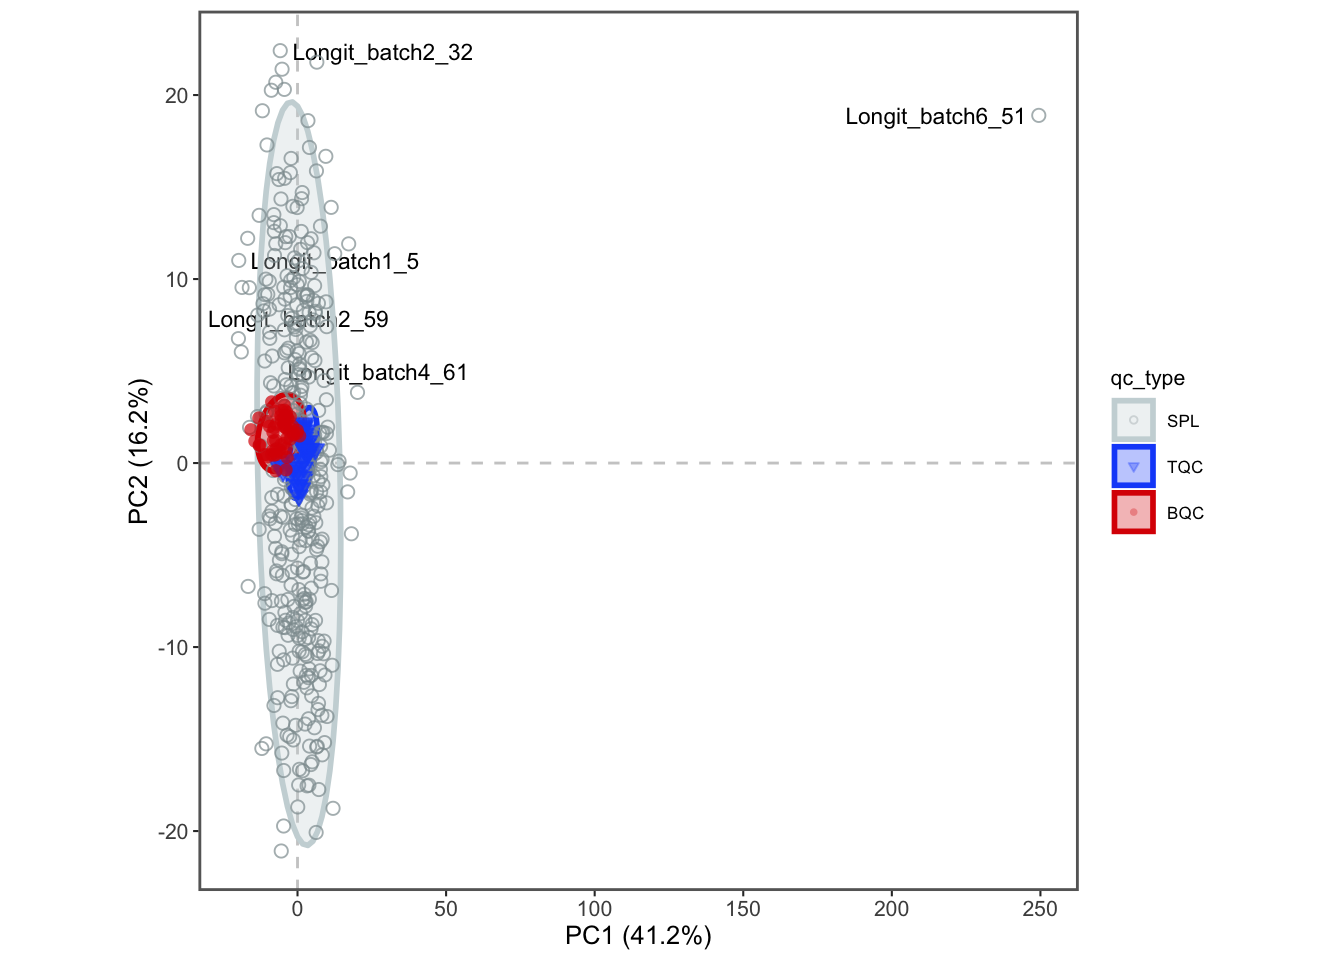 Longit_batch2_32
Longit_batch6_51
Longit_batch1_5
Longit_batch2_59
Longit_batch4_61
20
10
0
-10
-20
PC2 (16.2%)
0
50
100
150
200
250
PC1 (41.2%)
qc_type
SPL
TQC
BQC